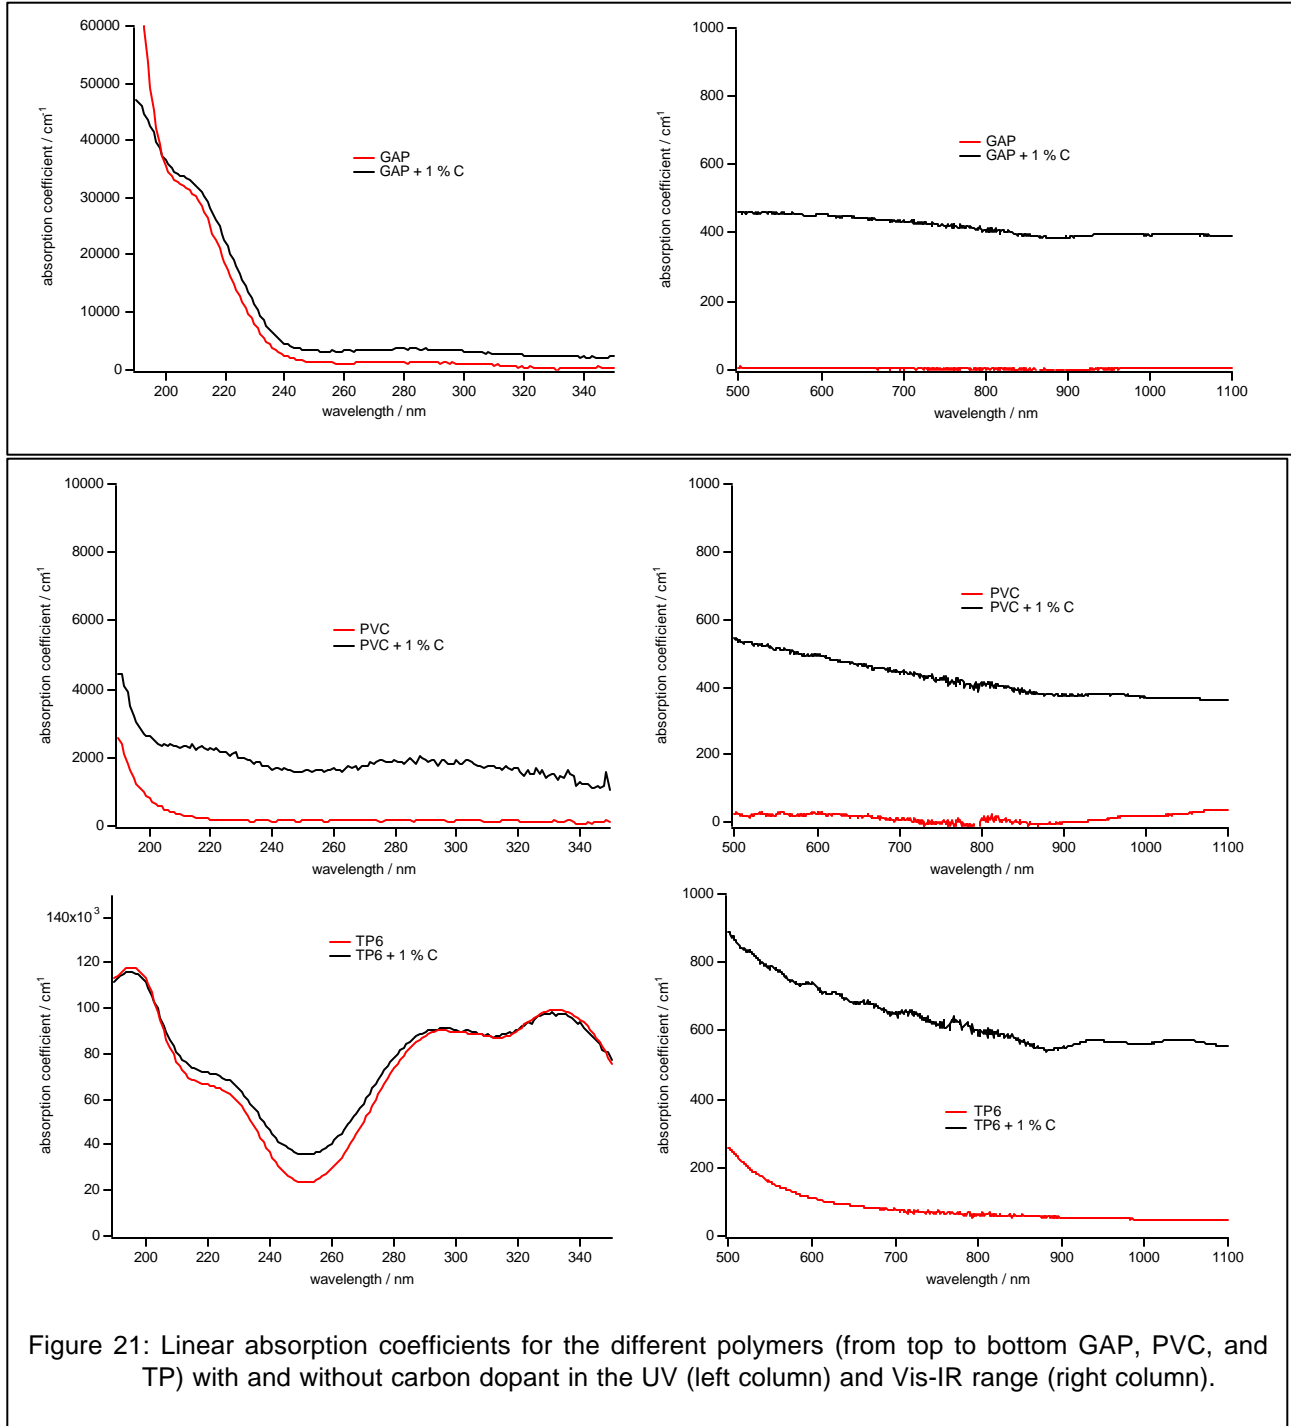 60000
50000
40000
30000
20000
10000
0
absorption coefficient / cm-1
GAP
GAP + 1 % C
200 220 240 260 280 300 320 340
wavelength / nm
1000
800
600
400
200
0
absorption coefficient / cm-1
GAP
GAP + 1 % C
500 600 700 800 900 1000 1100
wavelength / nm
10000
8000
6000
4000
2000
0
absorption coefficient / cm-1
PVC
PVC + 1 % C
200 220 240 260 280 300 320 340
wavelength / nm
1000
800
600
400
200
0
absorption coefficient / cm-1
PVC
PVC + 1 % C
500 600 700 800 900 1000 1100
wavelength / nm
140x10³
120
100
80
60
40
20
0
absorption coefficient / cm-1
TP6
TP6 + 1 % C
200 220 240 260 280 300 320 340
wavelength / nm
1000
800
600
400
200
0
absorption coefficient / cm-1
TP6
TP6 + 1 % C
500 600 700 800 900 1000 1100
wavelength / nm
Figure 21: Linear absorption coefficients for the different polymers (from top to bottom GAP, PVC, and
TP) with and without carbon dopant in the UV (left column) and Vis-IR range (right column).